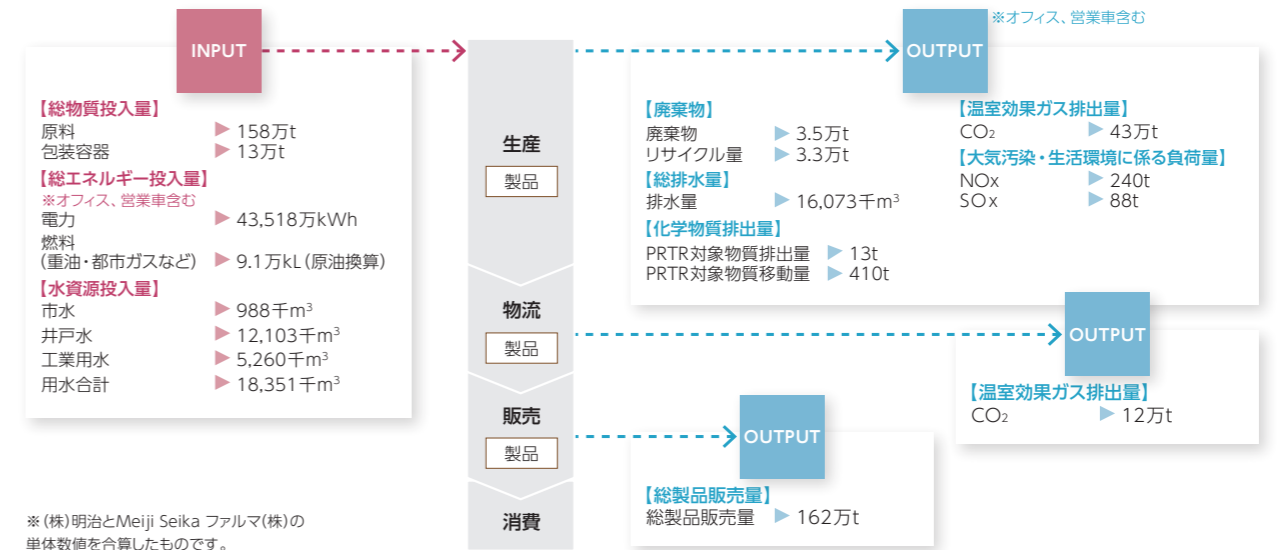 INPUT
【総物質投入量】
原料 ▶ 158万t
包装容器 ▶ 13万t
【総エネルギー投入量】
※オフィス、営業車含む
電力 ▶ 43,518万kWh
燃料
(重油・都市ガスなど) ▶ 9.1万kL(原油換算)
【水資源投入量】
市水 ▶ 988千m³
井戸水 ▶ 12,103千m³
工業用水 ▶ 5,260千m³
用水合計 ▶ 18,351千m³
※(株)明治とMeiji Seika ファルマ(株)の
単体数値を合算したものです。
生産
製品
物流
製品
販売
製品
消費
※オフィス、営業車含む
OUTPUT
【廃棄物】
廃棄物 ▶ 3.5万t
リサイクル量 ▶ 3.3万t
【総排水量】
排水量 ▶ 16,073千m³
【化学物質排出量】
PRTR対象物質排出量 ▶ 13t
PRTR対象物質移動量 ▶ 410t
【温室効果ガス排出量】
CO₂ ▶ 43万t
【大気汚染・生活環境に係る負荷量】
NOx ▶ 240t
SOx ▶ 88t
OUTPUT
【温室効果ガス排出量】
CO₂ ▶ 12万t
OUTPUT
【総製品販売量】
総製品販売量 ▶ 162万t